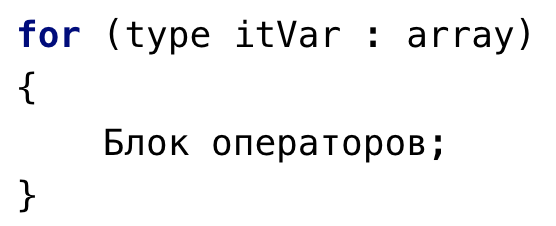 for (type itVar : array)
{
    Блок операторов;
}